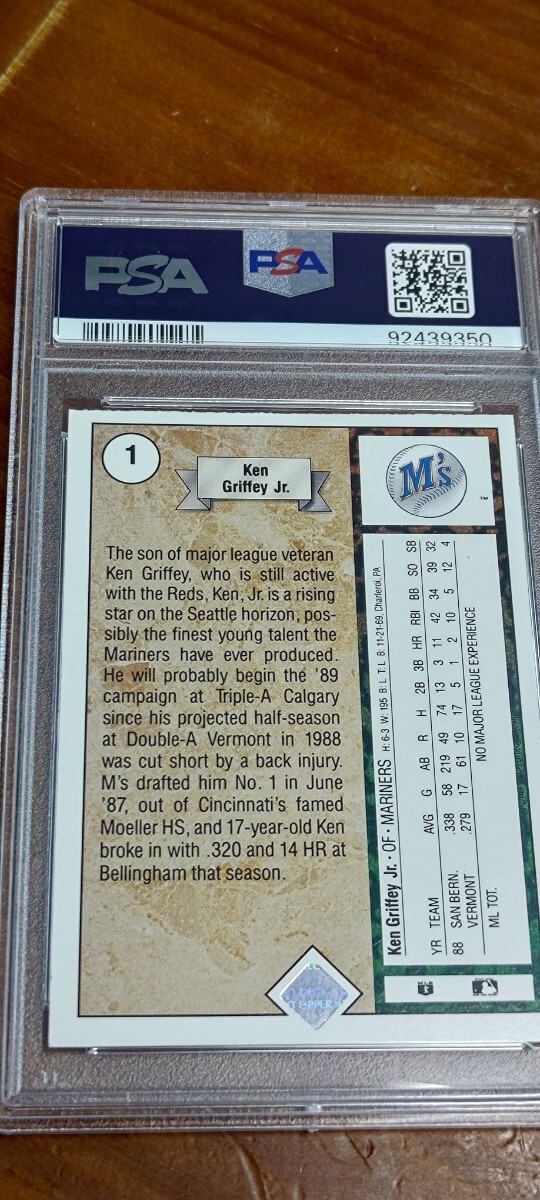 PSA
PSA
92439350
1
Ken
Griffey Jr.
The son of major league veteran
Ken Griffey, who is still active
with the Reds, Ken, Jr. is a rising
star on the Seattle horizon, pos-
sibly the finest young talent the
Mariners have ever produced.
He will probably begin the '89
campaign at Triple-A Calgary
since his projected half-season
at Double-A Vermont in 1988
was cut short by a back injury.
M's drafted him No. 1 in June
'87, out of Cincinnati's famed
Moeller HS, and 17-year-old Ken
broke in with .320 and 14 HR at
Bellingham that season.
M's
™
Ken Griffey Jr. • OF • MARINERS H: 6-3 W: 195 B: L T: L B: 11-21-69, Charleroi, PA
YR TEAM AVG G AB R H 2B 3B HR RBI BB SO SB
88 SAN BERN. .338 58 219 49 74 13 3 11 42 34 39 32
VERMONT .279 17 61 10 17 5 1 2 10 5 12 4
ML TOT. NO MAJOR LEAGUE EXPERIENCE
UPPER